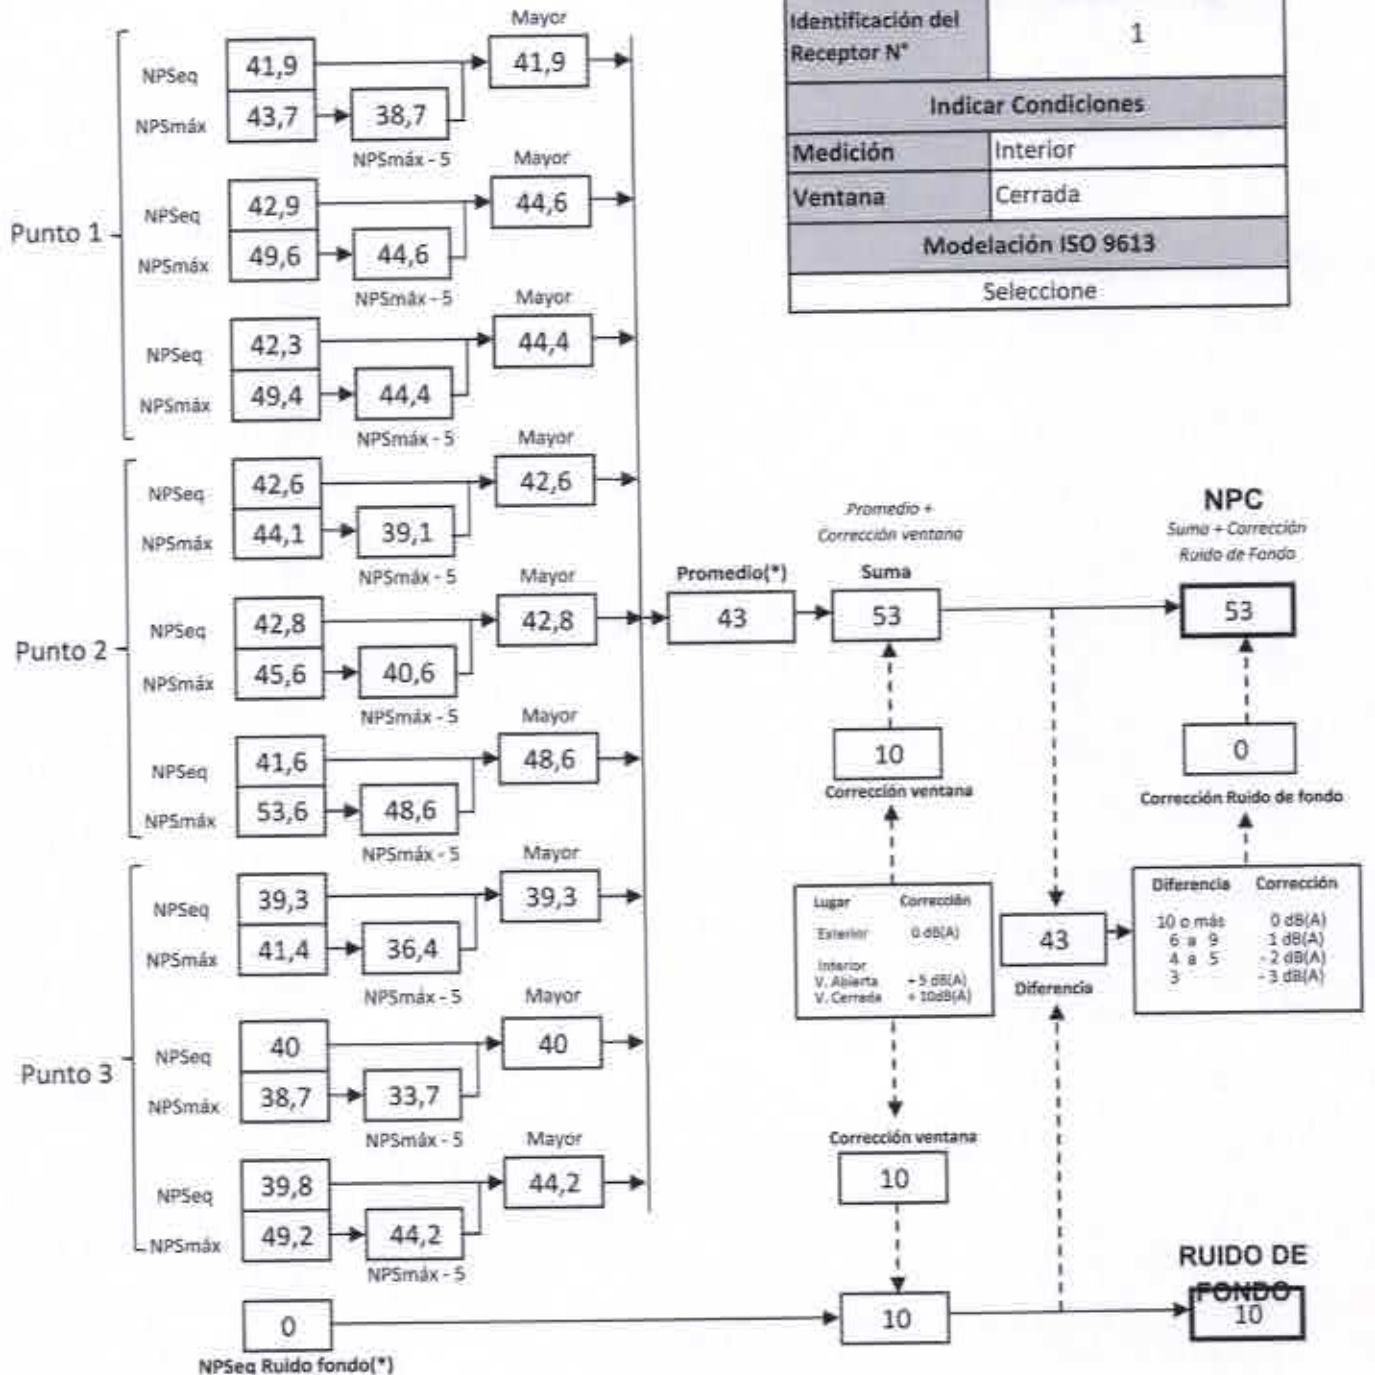 Identificación del
Receptor N°
1
Indicar Condiciones
Medición Interior
Ventana Cerrada
Modelación ISO 9613
Seleccione
Punto 1
Mayor
NPSeq 41,9 41,9
NPSmáx 43,7 38,7
NPSmáx - 5
Mayor
NPSeq 42,9 44,6
NPSmáx 49,6 44,6
NPSmáx - 5
Mayor
NPSeq 42,3 44,4
NPSmáx 49,4 44,4
NPSmáx - 5
Punto 2
Mayor
NPSeq 42,6 42,6
NPSmáx 44,1 39,1
NPSmáx - 5
Mayor
NPSeq 42,8 42,8
NPSmáx 45,6 40,6
NPSmáx - 5
Mayor
NPSeq 41,6 48,6
NPSmáx 53,6 48,6
NPSmáx - 5
Punto 3
Mayor
NPSeq 39,3 39,3
NPSmáx 41,4 36,4
NPSmáx - 5
Mayor
NPSeq 40 40
NPSmáx 38,7 33,7
NPSmáx - 5
Mayor
NPSeq 39,8 44,2
NPSmáx 49,2 44,2
NPSmáx - 5
0
NPSeq Ruido fondo(*)
Promedio(*)
43
Promedio +
Corrección ventana
Suma
53
10
Corrección ventana
Lugar Corrección
Exterior 0 dB(A)
Interior
V. Abierta + 5 dB(A)
V. Cerrada + 10dB(A)
Corrección ventana
10
10
NPC
Suma + Corrección
Ruido de Fondo
53
0
Corrección Ruido de fondo
Diferencia Corrección
10 o más 0 dB(A)
6 a 9 1 dB(A)
4 a 5 - 2 dB(A)
3 - 3 dB(A)
43
Diferencia
RUIDO DE
FONDO
10